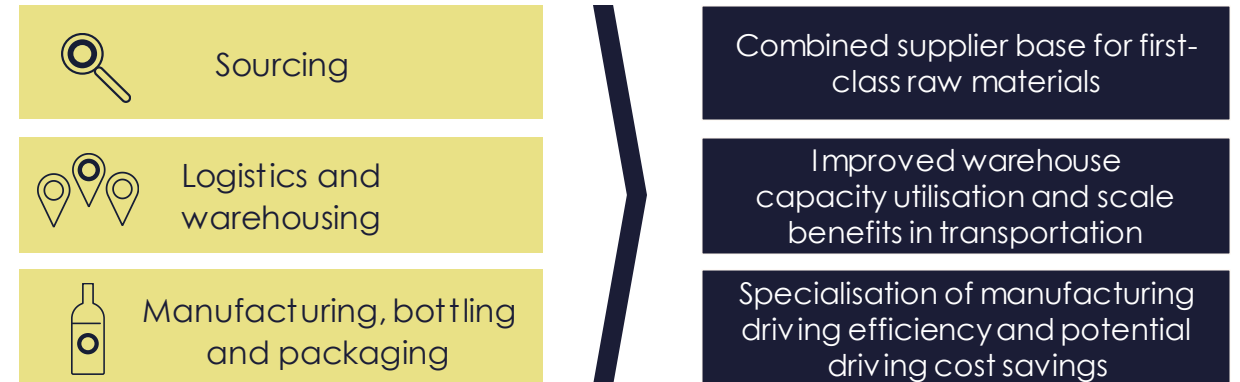 Sourcing
Combined supplier base for first-
class raw materials
Logistics and
warehousing
Improved warehouse
capacity utilisation and scale
benefits in transportation
Manufacturing, bottling
and packaging
Specialisation of manufacturing
driving efficiency and potential
driving cost savings